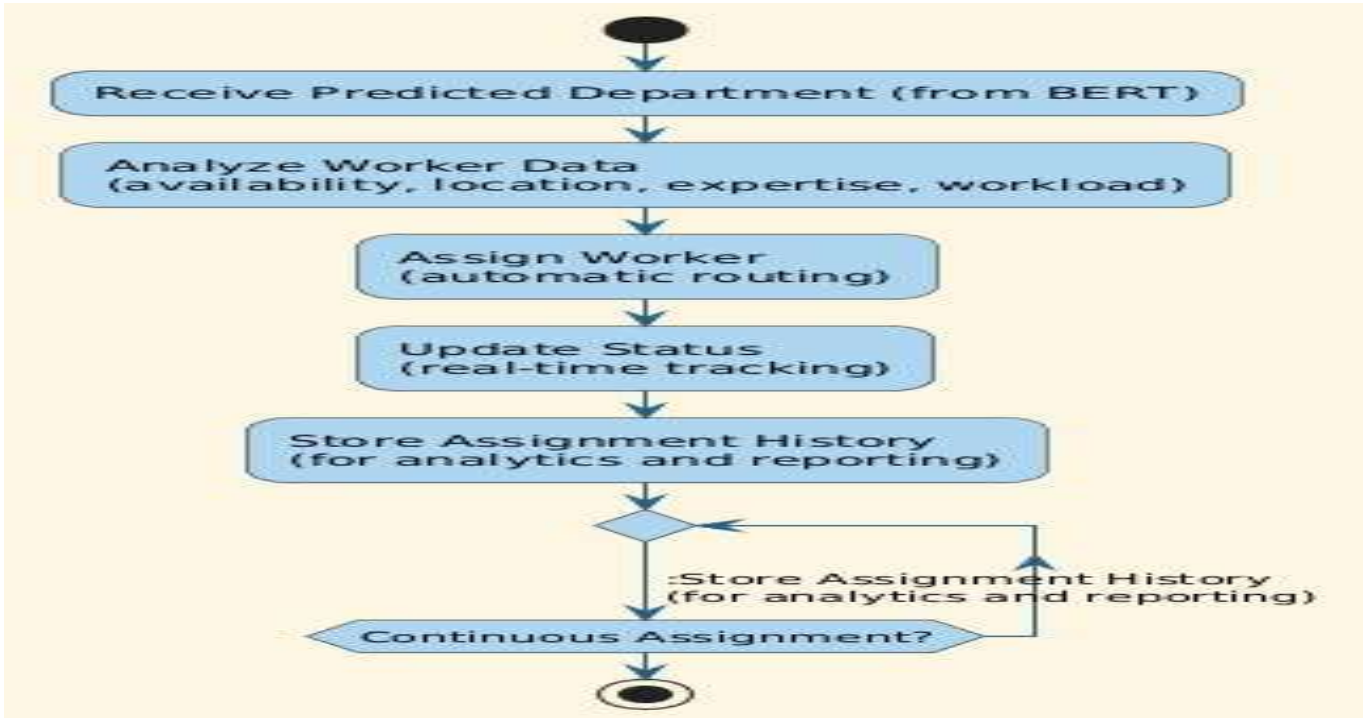 Receive Predicted Department (from BERT)
Analyze Worker Data
(availability, location, expertise, workload)
Assign Worker
(automatic routing)
Update Status
(real-time tracking)
Store Assignment History
(for analytics and reporting)
:Store Assignment History
(for analytics and reporting)
Continuous Assignment?